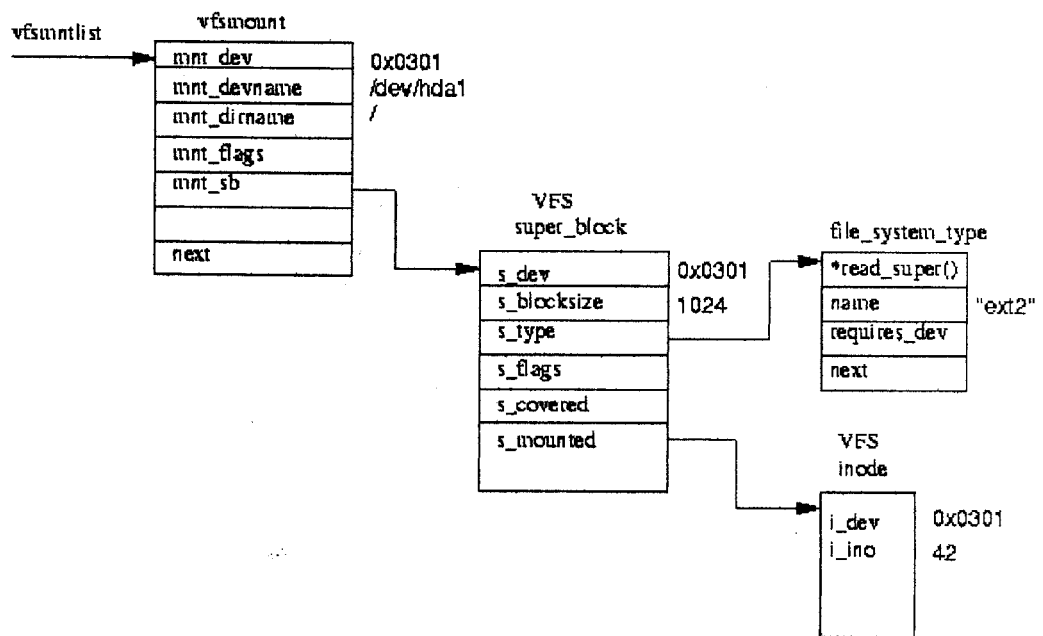 vfsmntlist
vfsmount
mnt_dev
0x0301
mnt_devname
/dev/hda1
mnt_dirname
/
mnt_flags
mnt_sb
next
VFS
super_block
s_dev
0x0301
s_blocksize
1024
s_type
s_flags
s_covered
s_mounted
file_system_type
*read_super()
name
"ext2"
requires_dev
next
VFS
inode
i_dev
0x0301
i_ino
42